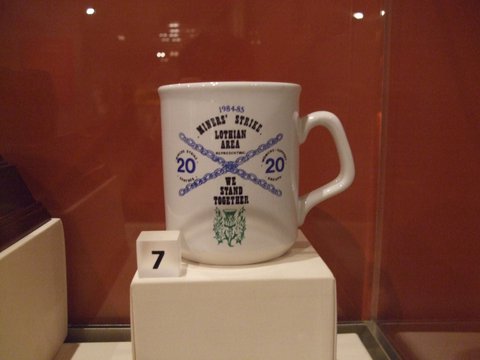 1984-85
MINERS' STRIKE
LOTHIAN
AREA
20 20
WE
STAND
TOGETHER
7